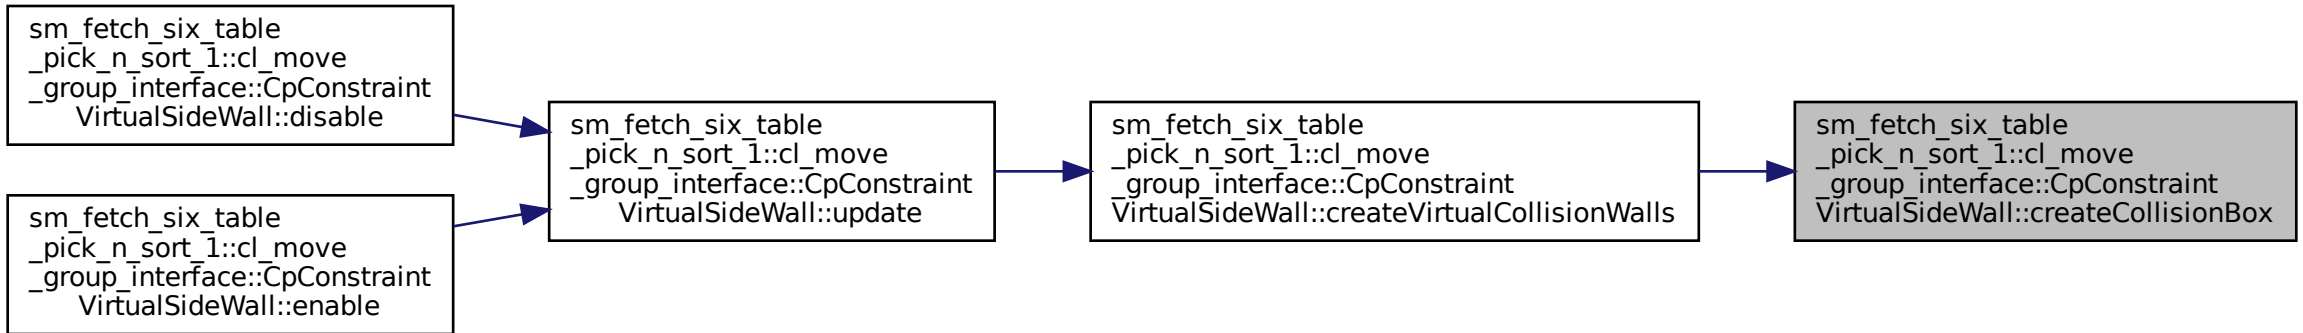 sm_fetch_six_table
_pick_n_sort_1::cl_move
_group_interface::CpConstraint
VirtualSideWall::disable
sm_fetch_six_table
_pick_n_sort_1::cl_move
_group_interface::CpConstraint
VirtualSideWall::enable
sm_fetch_six_table
_pick_n_sort_1::cl_move
_group_interface::CpConstraint
VirtualSideWall::update
sm_fetch_six_table
_pick_n_sort_1::cl_move
_group_interface::CpConstraint
VirtualSideWall::createVirtualCollisionWalls
sm_fetch_six_table
_pick_n_sort_1::cl_move
_group_interface::CpConstraint
VirtualSideWall::createCollisionBox